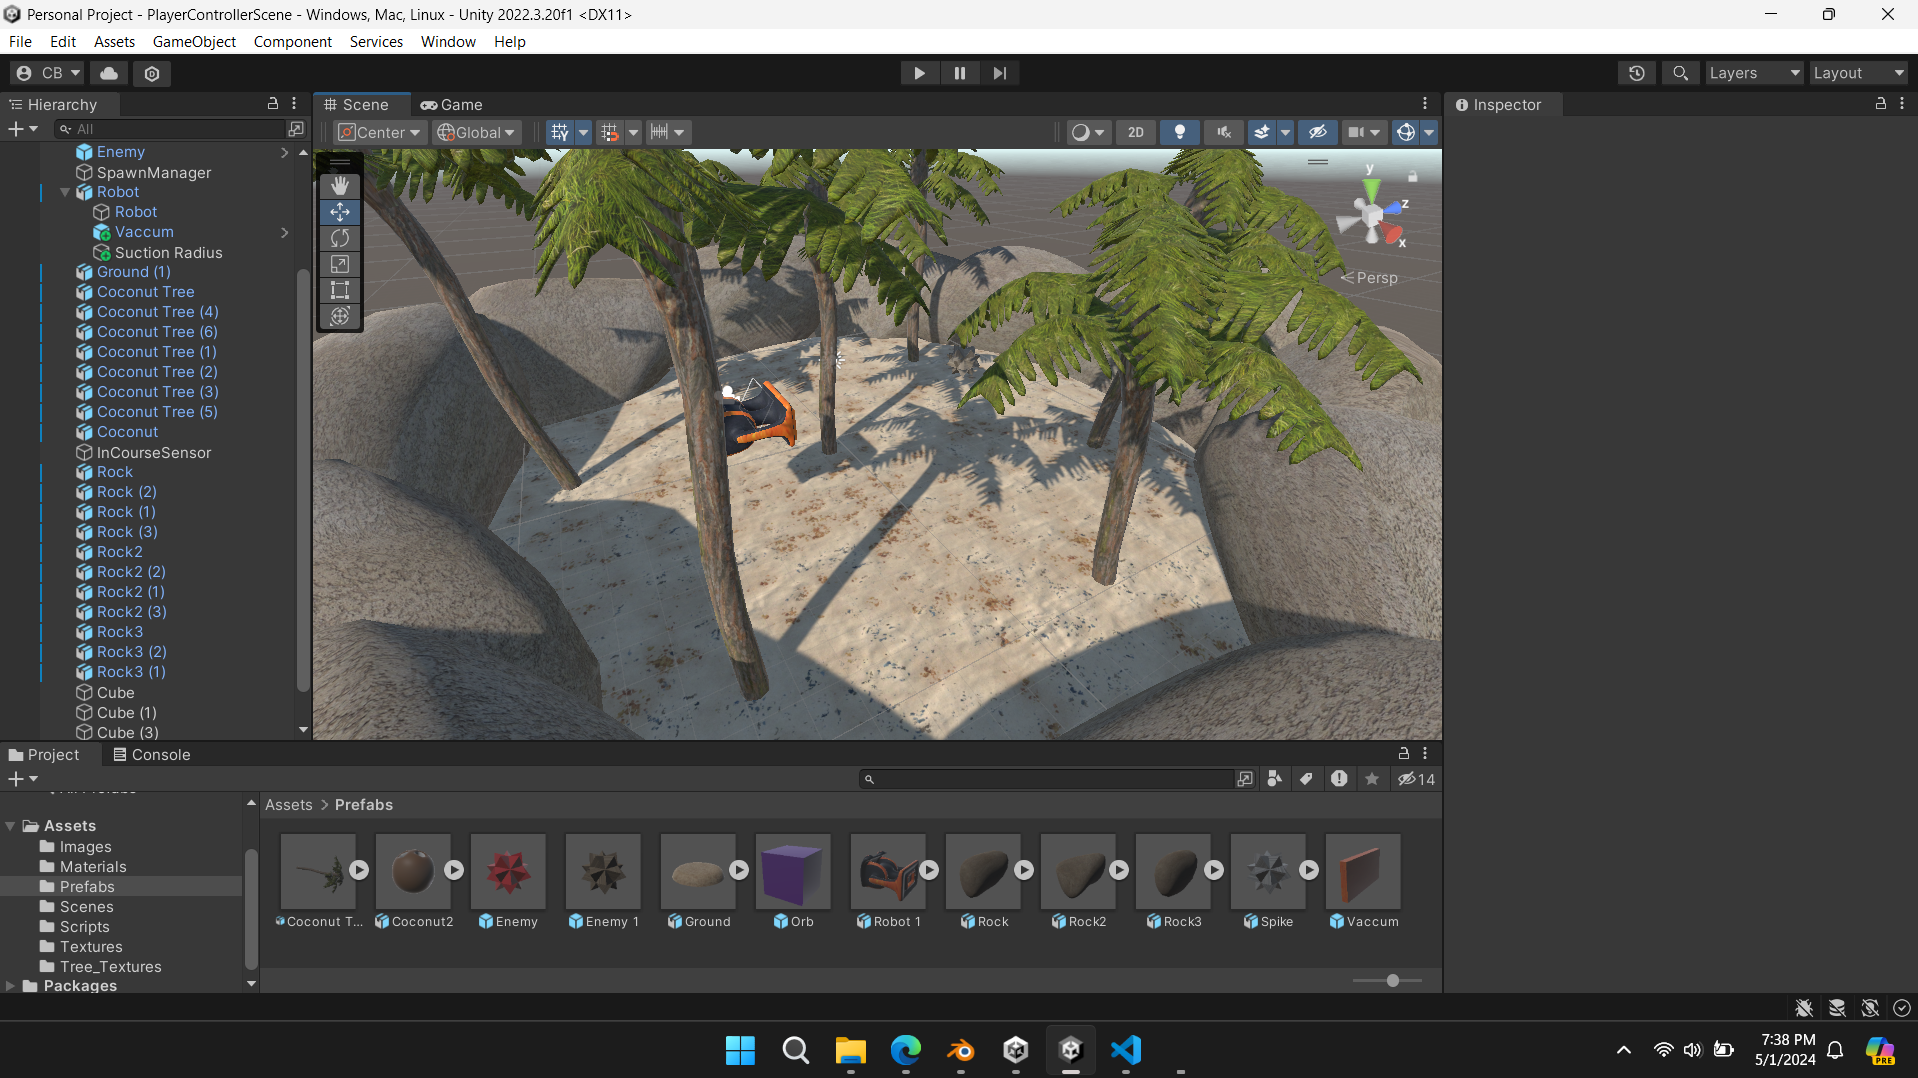 Personal Project - PlayerControllerScene - Windows, Mac, Linux - Unity 2022.3.20f1 <DX11>
File Edit Assets GameObject Component Services Window Help
CB
Layers Layout
Hierarchy
All
Enemy
SpawnManager
Robot
Robot
Vaccum
Suction Radius
Ground (1)
Coconut Tree
Coconut Tree (4)
Coconut Tree (6)
Coconut Tree (1)
Coconut Tree (2)
Coconut Tree (3)
Coconut Tree (5)
Coconut
InCourseSensor
Rock
Rock (2)
Rock (1)
Rock (3)
Rock2
Rock2 (2)
Rock2 (1)
Rock2 (3)
Rock3
Rock3 (2)
Rock3 (1)
Cube
Cube (1)
Cube (3)
Scene Game
Center Global
2D
y
z
x
Persp
Inspector
Project Console
14
Assets
Images
Materials
Prefabs
Scenes
Scripts
Textures
Tree_Textures
Packages
Assets > Prefabs
Coconut T... Coconut2 Enemy Enemy 1 Ground Orb Robot 1 Rock Rock2 Rock3 Spike Vaccum
7:38 PM
5/1/2024
PRE